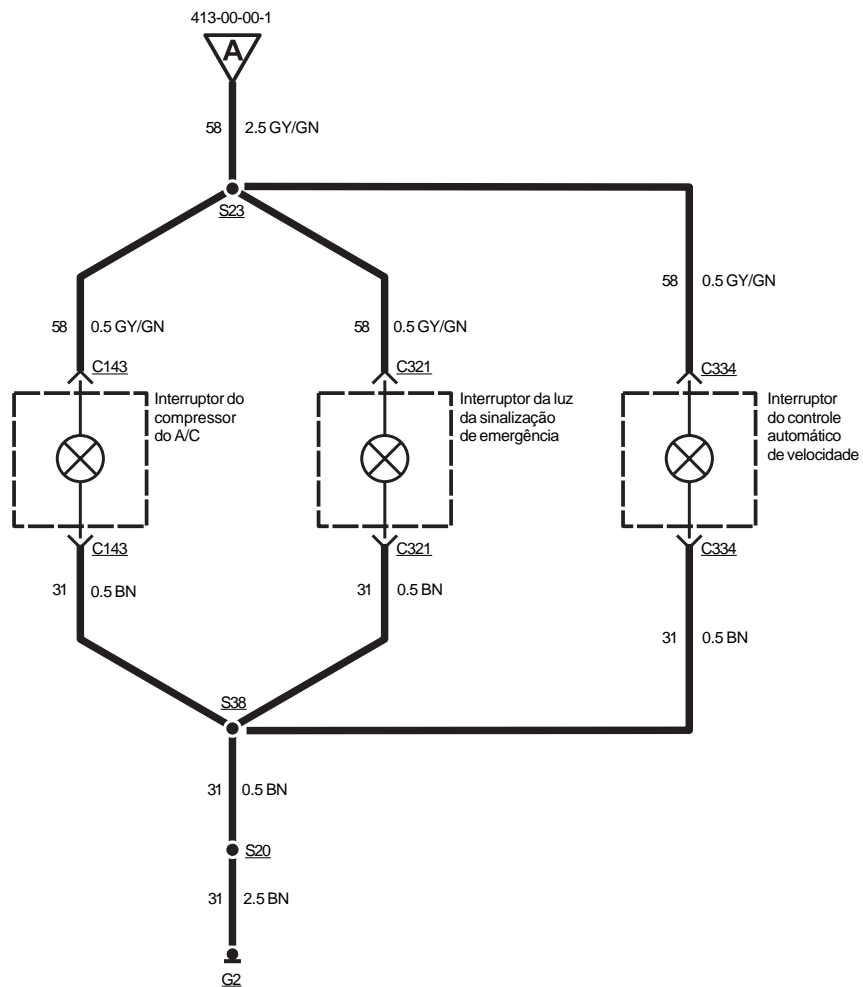 413-00-00-1
A
58 2.5 GY/GN
S23
58 0.5 GY/GN
58 0.5 GY/GN
58 0.5 GY/GN
C143
C321
C334
Interruptor do
compressor
do A/C
Interruptor da luz
da sinalização
de emergência
Interruptor
do controle
automático
de velocidade
C143
C321
C334
31 0.5 BN
31 0.5 BN
31 0.5 BN
S38
31 0.5 BN
S20
31 2.5 BN
G2